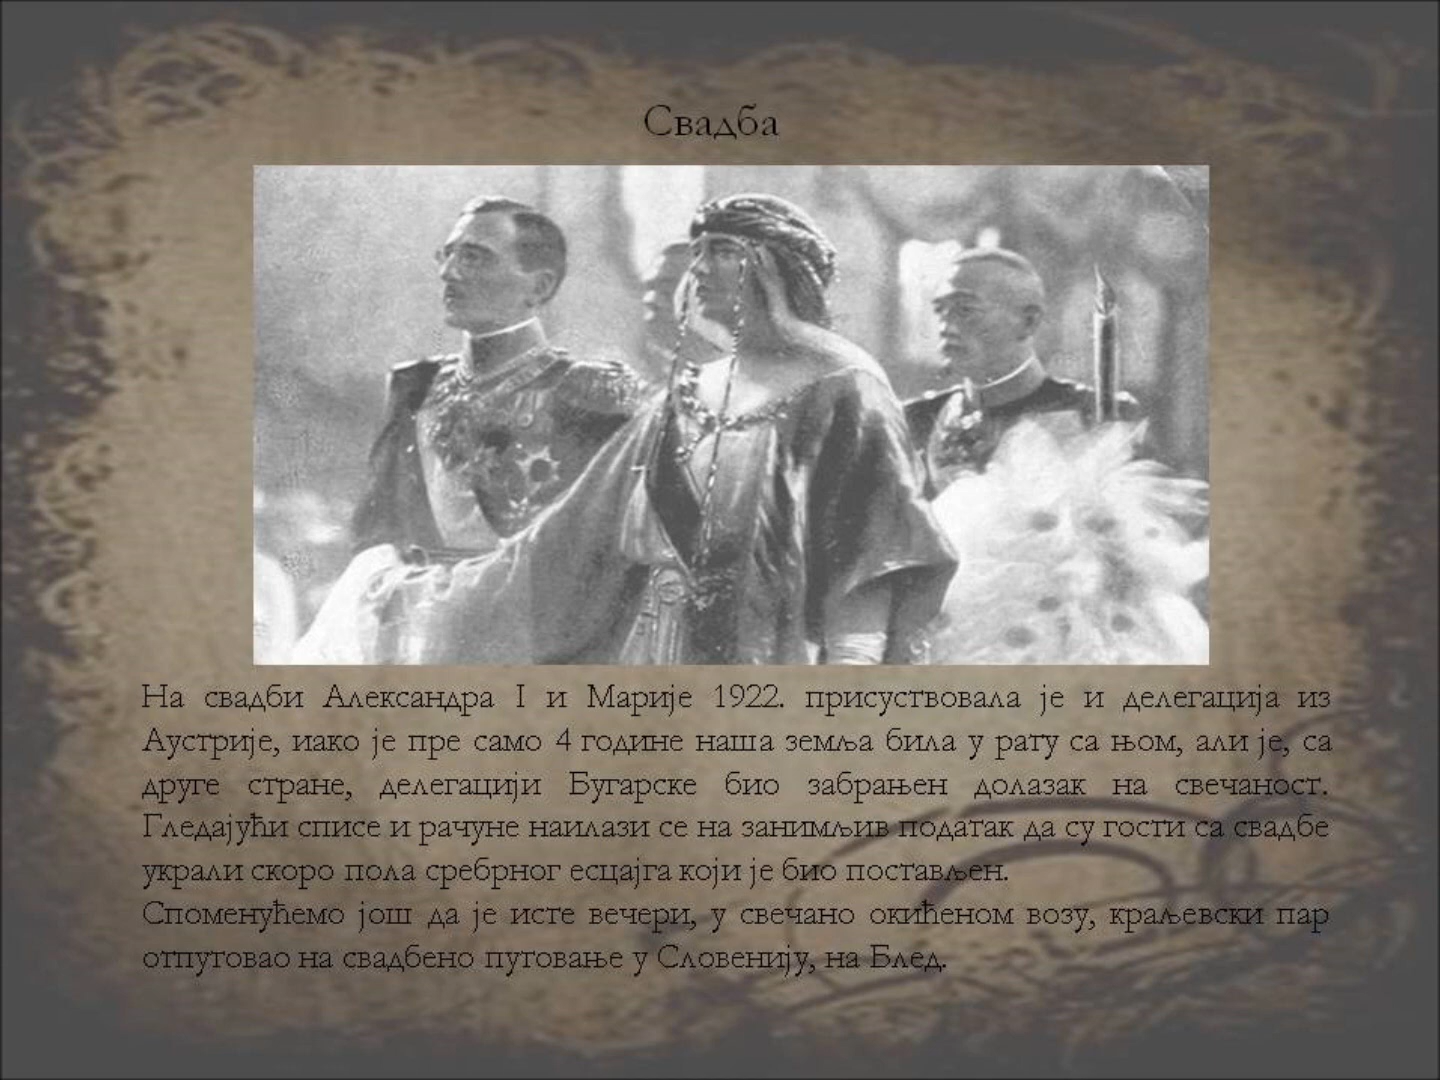 Свадба
На свадби Александра I и Марије 1922. присуствовала је и делегација из
Аустрије, иако је пре само 4 године наша земља била у рату са њом, али је, са
друге стране, делегацији Бугарске био забрањен долазак на свечаност.
Гледајући списе и рачуне наилази се на занимљив податак да су гости са свадбе
украли скоро пола сребрног есцајга који је био постављен.
Споменућемо још да је исте вечери, у свечано окићеном возу, краљевски пар
отпутовао на свадбено путовање у Словенију, на Блед.